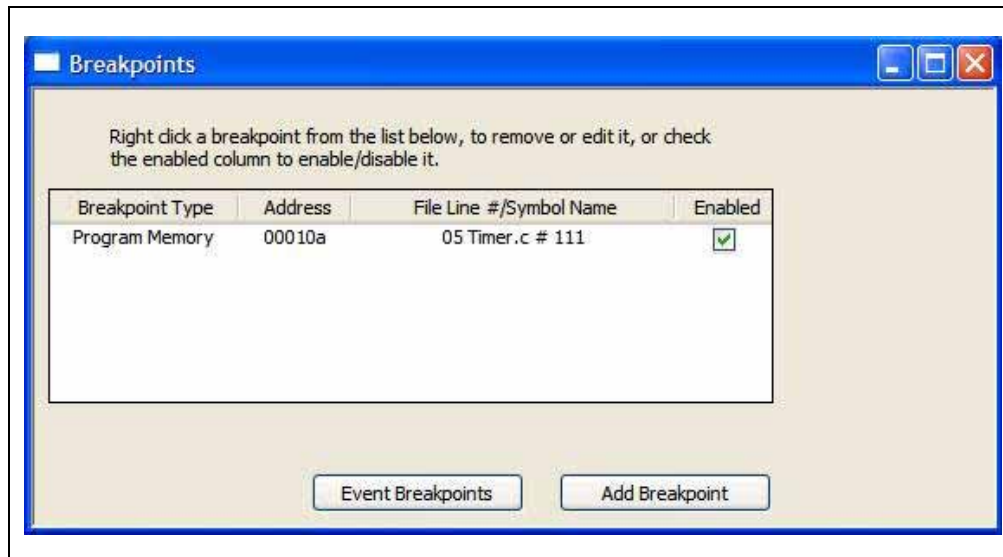 Breakpoints
Right click a breakpoint from the list below, to remove or edit it, or check
the enabled column to enable/disable it.
Breakpoint Type Address File Line #/Symbol Name Enabled
Program Memory 00010a 05 Timer.c # 111
Event Breakpoints Add Breakpoint